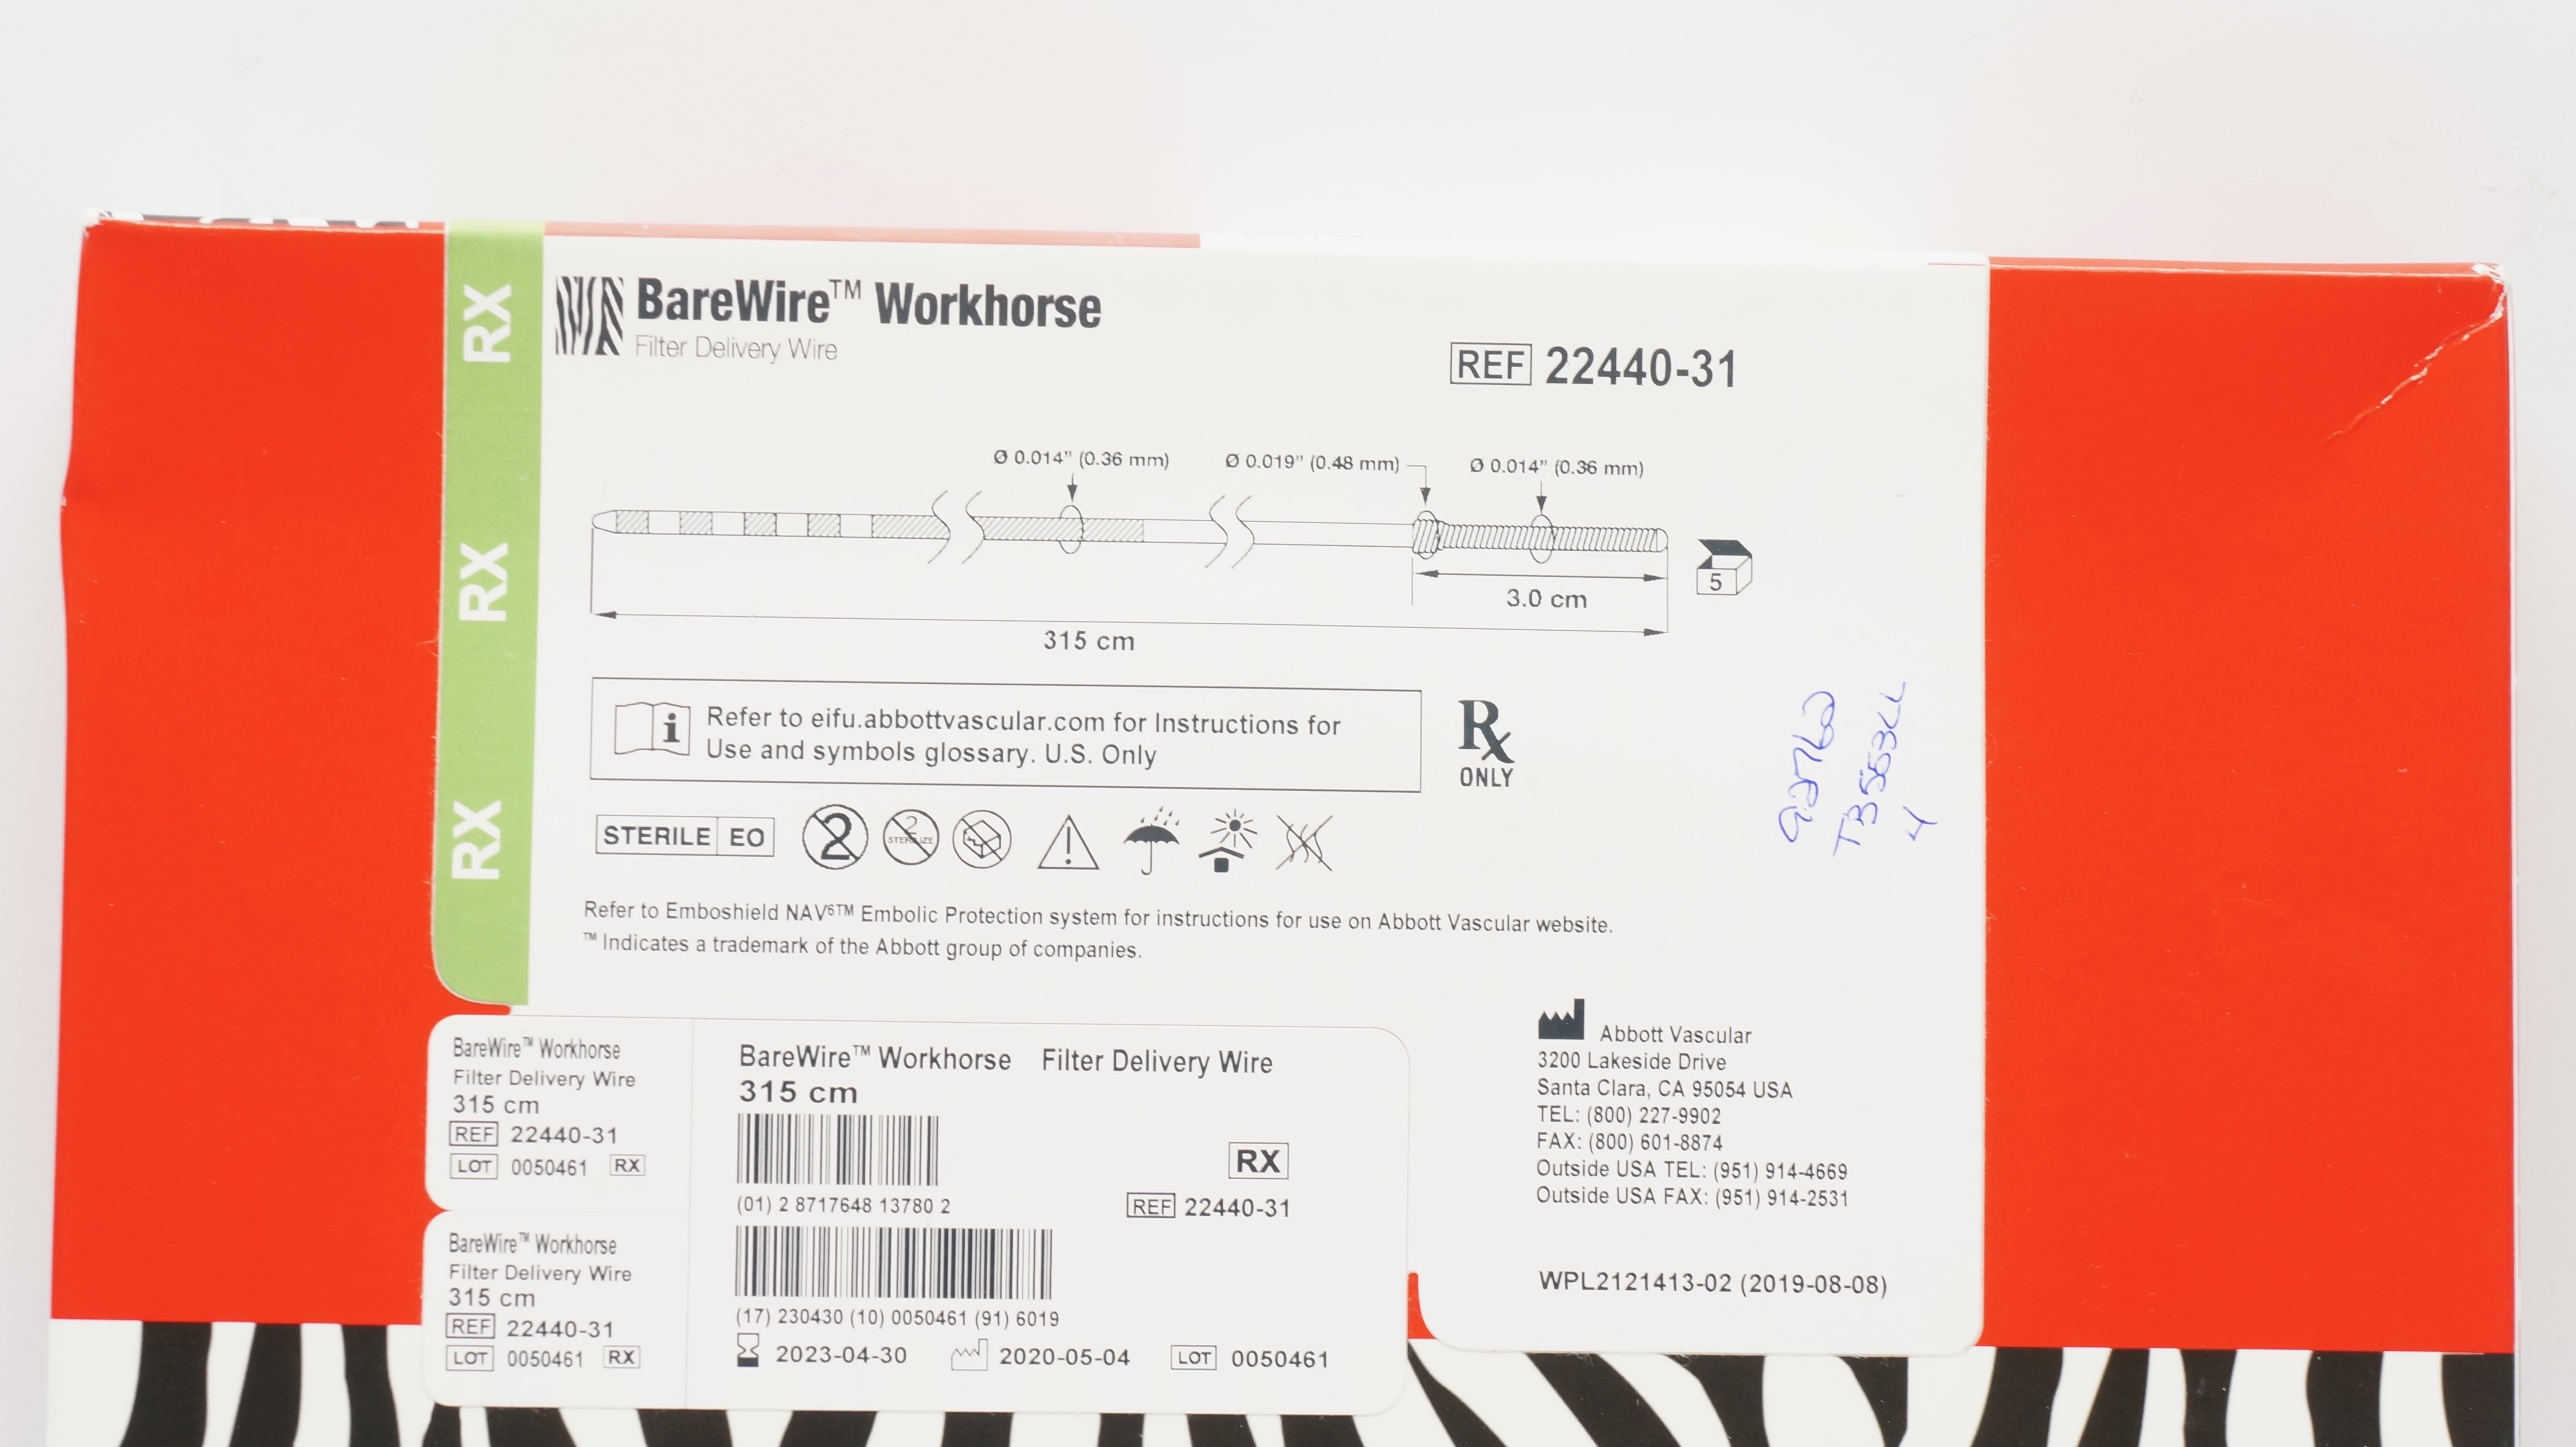 RX
RX
RX
BareWire™ Workhorse
Filter Delivery Wire
REF 22440-31
Ø 0.014" (0.36 mm)
Ø 0.019" (0.48 mm)
Ø 0.014" (0.36 mm)
5
3.0 cm
315 cm
i Refer to eifu.abbottvascular.com for Instructions for
Use and symbols glossary. U.S. Only
Rx
ONLY
STERILE EO
2
2
STERILIZE
Refer to Emboshield NAV⁶™ Embolic Protection system for instructions for use on Abbott Vascular website.
™ Indicates a trademark of the Abbott group of companies.
BareWire™ Workhorse
Filter Delivery Wire
315 cm
REF 22440-31
LOT 0050461 RX
BareWire™ Workhorse
Filter Delivery Wire
315 cm
REF 22440-31
LOT 0050461 RX
BareWire™ Workhorse Filter Delivery Wire
315 cm
RX
(01) 2 8717648 13780 2
REF 22440-31
(17) 230430 (10) 0050461 (91) 6019
2023-04-30 2020-05-04 LOT 0050461
Abbott Vascular
3200 Lakeside Drive
Santa Clara, CA 95054 USA
TEL: (800) 227-9902
FAX: (800) 601-8874
Outside USA TEL: (951) 914-4669
Outside USA FAX: (951) 914-2531
WPL2121413-02 (2019-08-08)